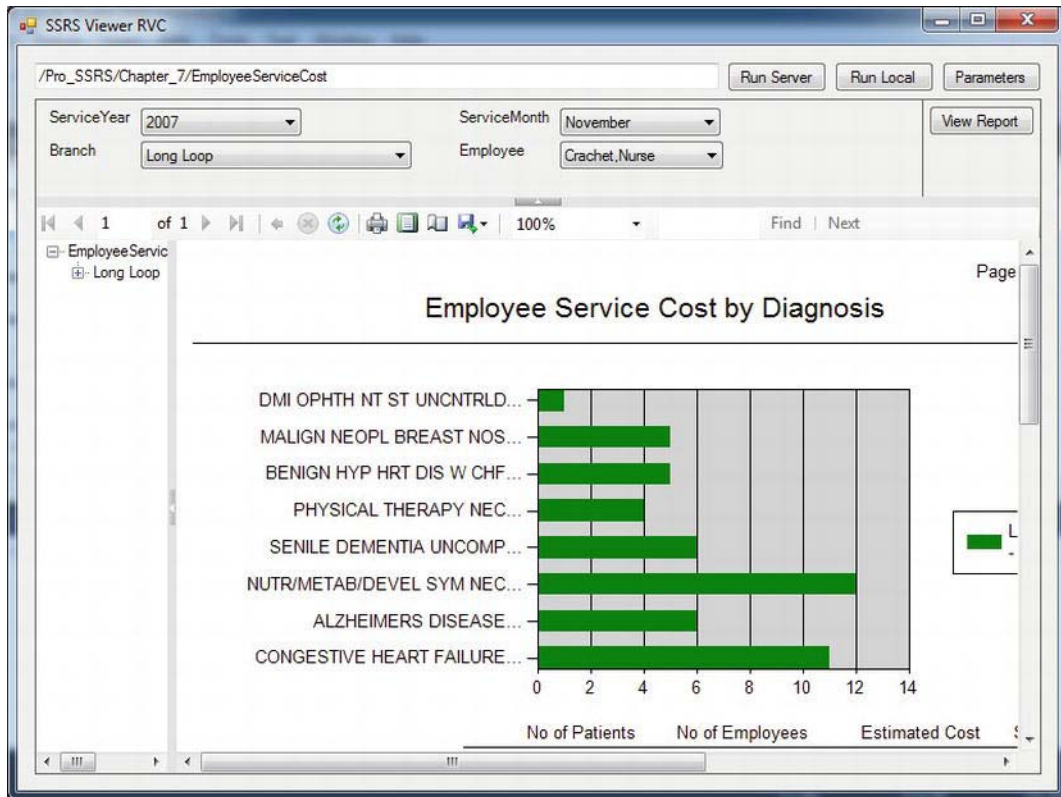 SSRS Viewer RVC
/Pro_SSRS/Chapter_7/EmployeeServiceCost Run Server Run Local Parameters
ServiceYear 2007 ServiceMonth November View Report
Branch Long Loop Employee Crachet,Nurse
1 of 1 100% Find | Next
EmployeeServic
Long Loop
Page
Employee Service Cost by Diagnosis
DMI OPHTH NT ST UNCNTRLD...
MALIGN NEOPL BREAST NOS...
BENIGN HYP HRT DIS W CHF...
PHYSICAL THERAPY NEC...
L
SENILE DEMENTIA UNCOMP...
-
NUTR/METAB/DEVEL SYM NEC...
ALZHEIMERS DISEASE...
CONGESTIVE HEART FAILURE...
0 2 4 6 8 10 12 14
No of Patients No of Employees Estimated Cost